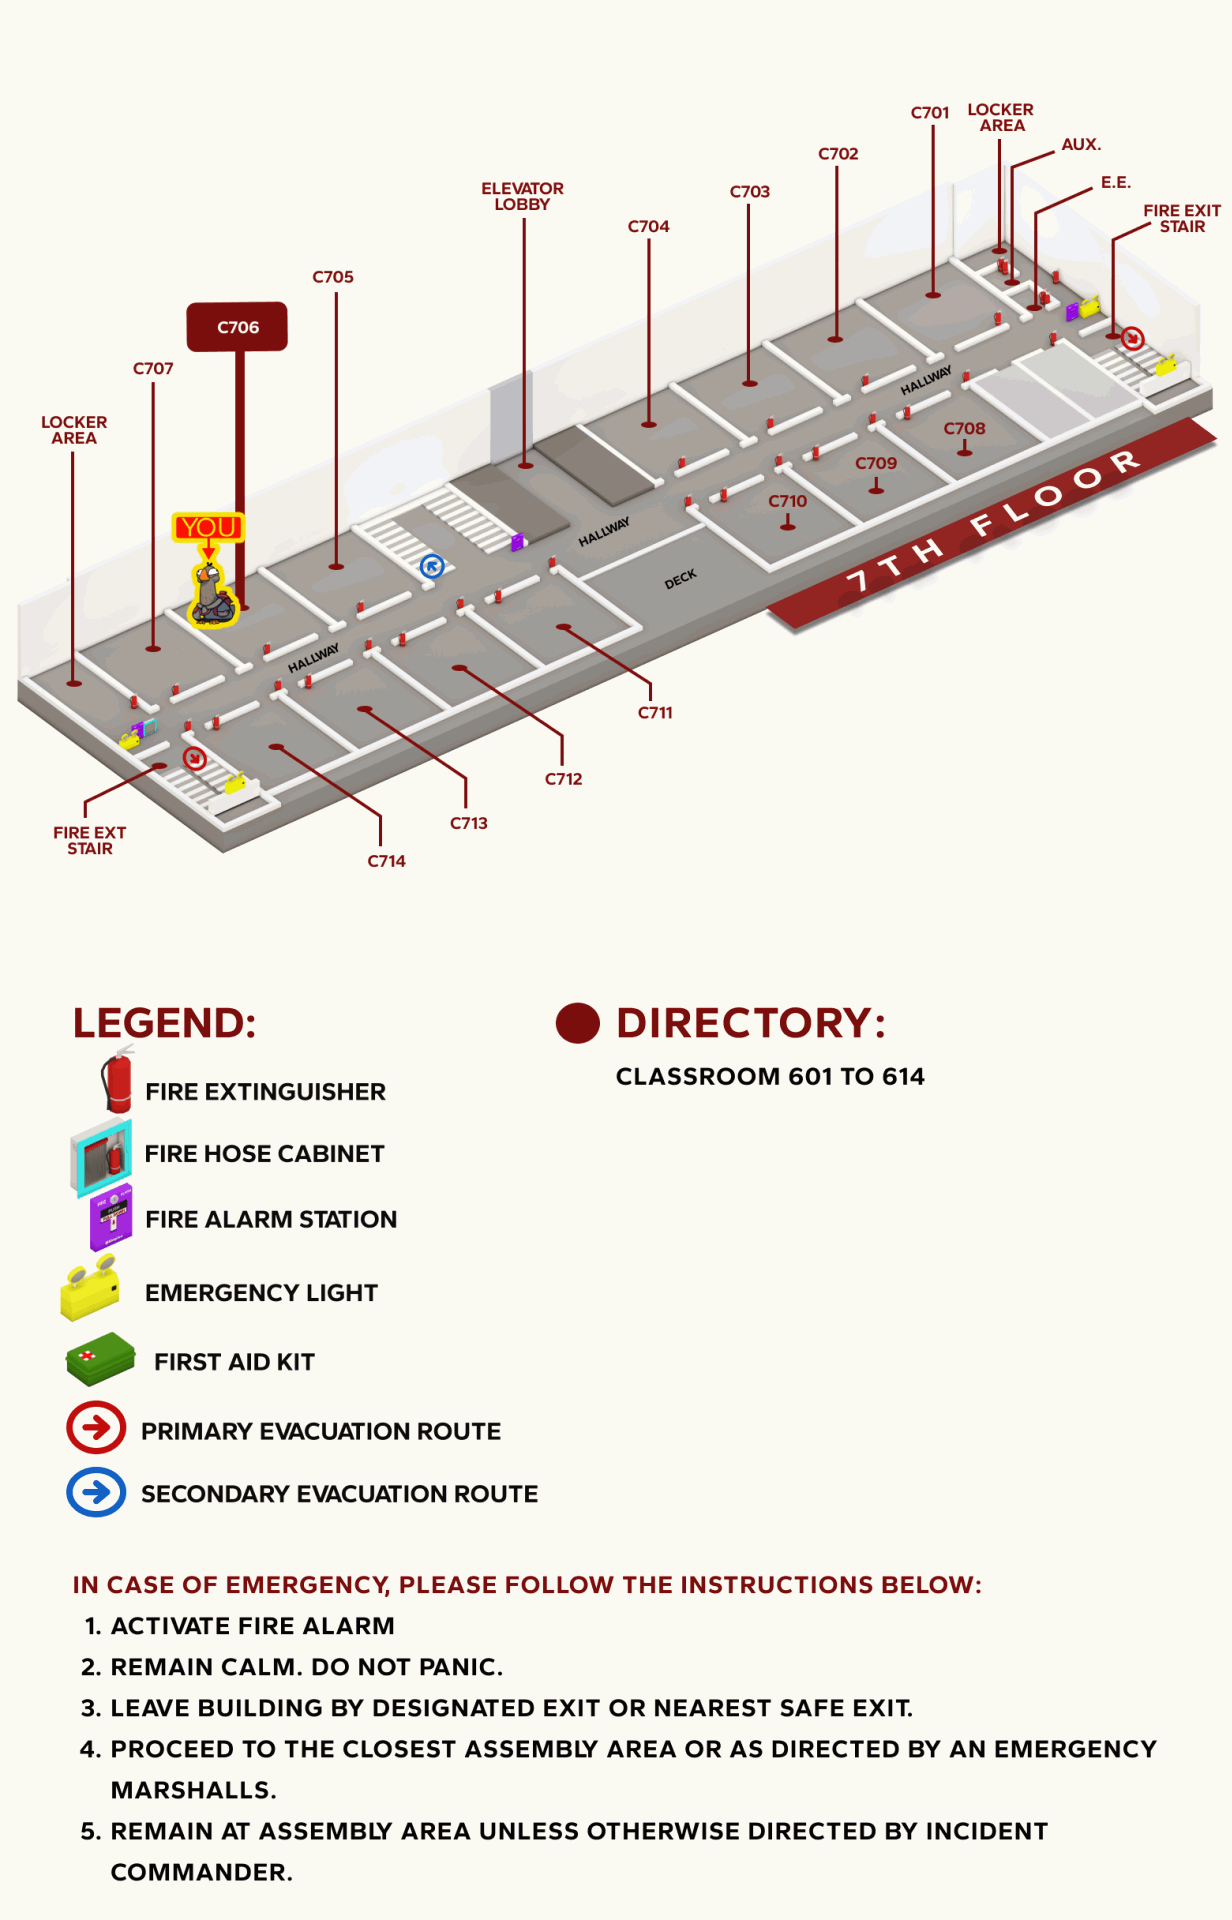 C701
LOCKER
AREA
AUX.
C702
E.E.
C703
ELEVATOR
LOBBY
FIRE EXIT
STAIR
C704
C705
C706
C707
LOCKER
AREA
YOU
HALLWAY
C708
C709
C710
7TH FLOOR
HALLWAY
DECK
HALLWAY
C711
C712
C713
C714
FIRE EXT
STAIR
LEGEND:
FIRE EXTINGUISHER
FIRE HOSE CABINET
FIRE ALARM STATION
EMERGENCY LIGHT
FIRST AID KIT
PRIMARY EVACUATION ROUTE
SECONDARY EVACUATION ROUTE
DIRECTORY:
CLASSROOM 601 TO 614
IN CASE OF EMERGENCY, PLEASE FOLLOW THE INSTRUCTIONS BELOW:
1. ACTIVATE FIRE ALARM
2. REMAIN CALM. DO NOT PANIC.
3. LEAVE BUILDING BY DESIGNATED EXIT OR NEAREST SAFE EXIT.
4. PROCEED TO THE CLOSEST ASSEMBLY AREA OR AS DIRECTED BY AN EMERGENCY
MARSHALLS.
5. REMAIN AT ASSEMBLY AREA UNLESS OTHERWISE DIRECTED BY INCIDENT
COMMANDER.